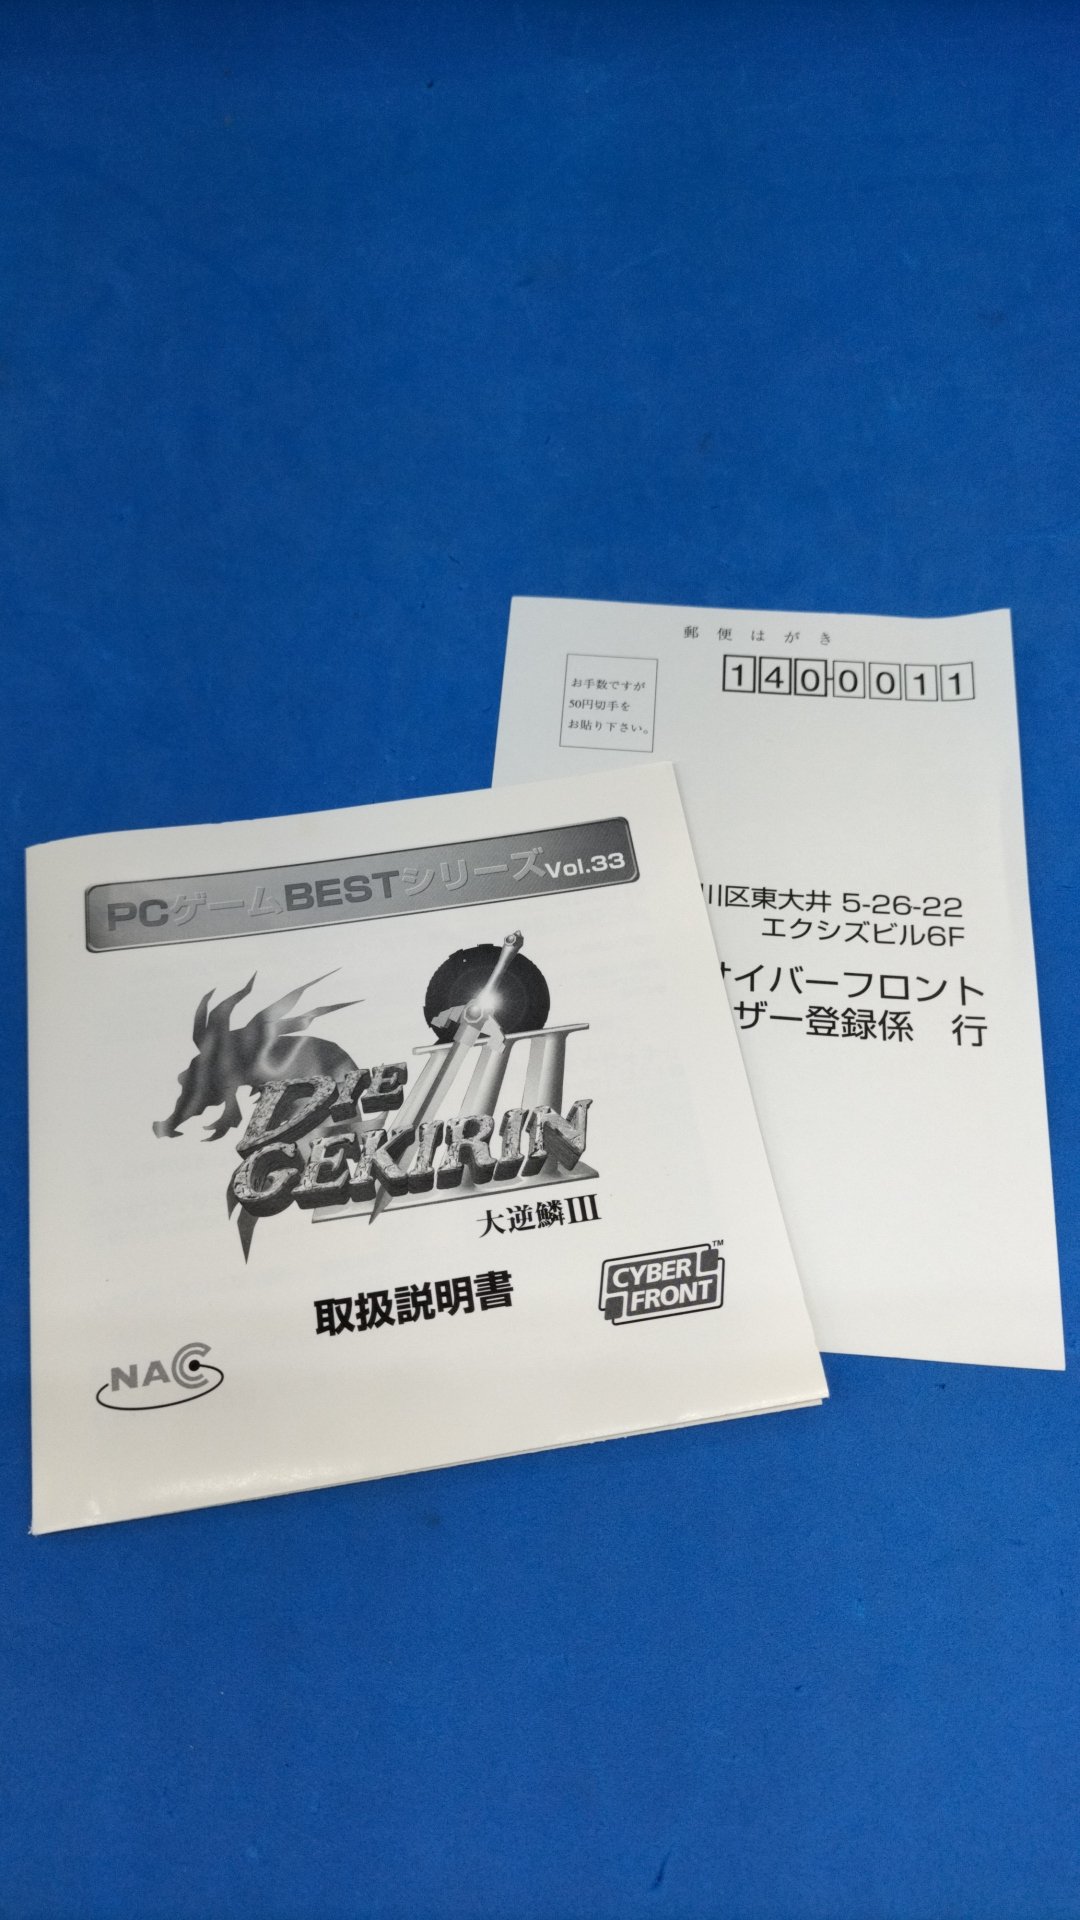 郵便はがき
1400011
お手数ですが
50円切手を
お貼り下さい。
川区東大井 5-26-22
エクシズビル6F
サイバーフロント
ザー登録係 行
PCゲームBESTシリーズVol.33
DIE
GEKIRIN
III
大逆鱗III
取扱説明書
CYBER
FRONT™
NAC